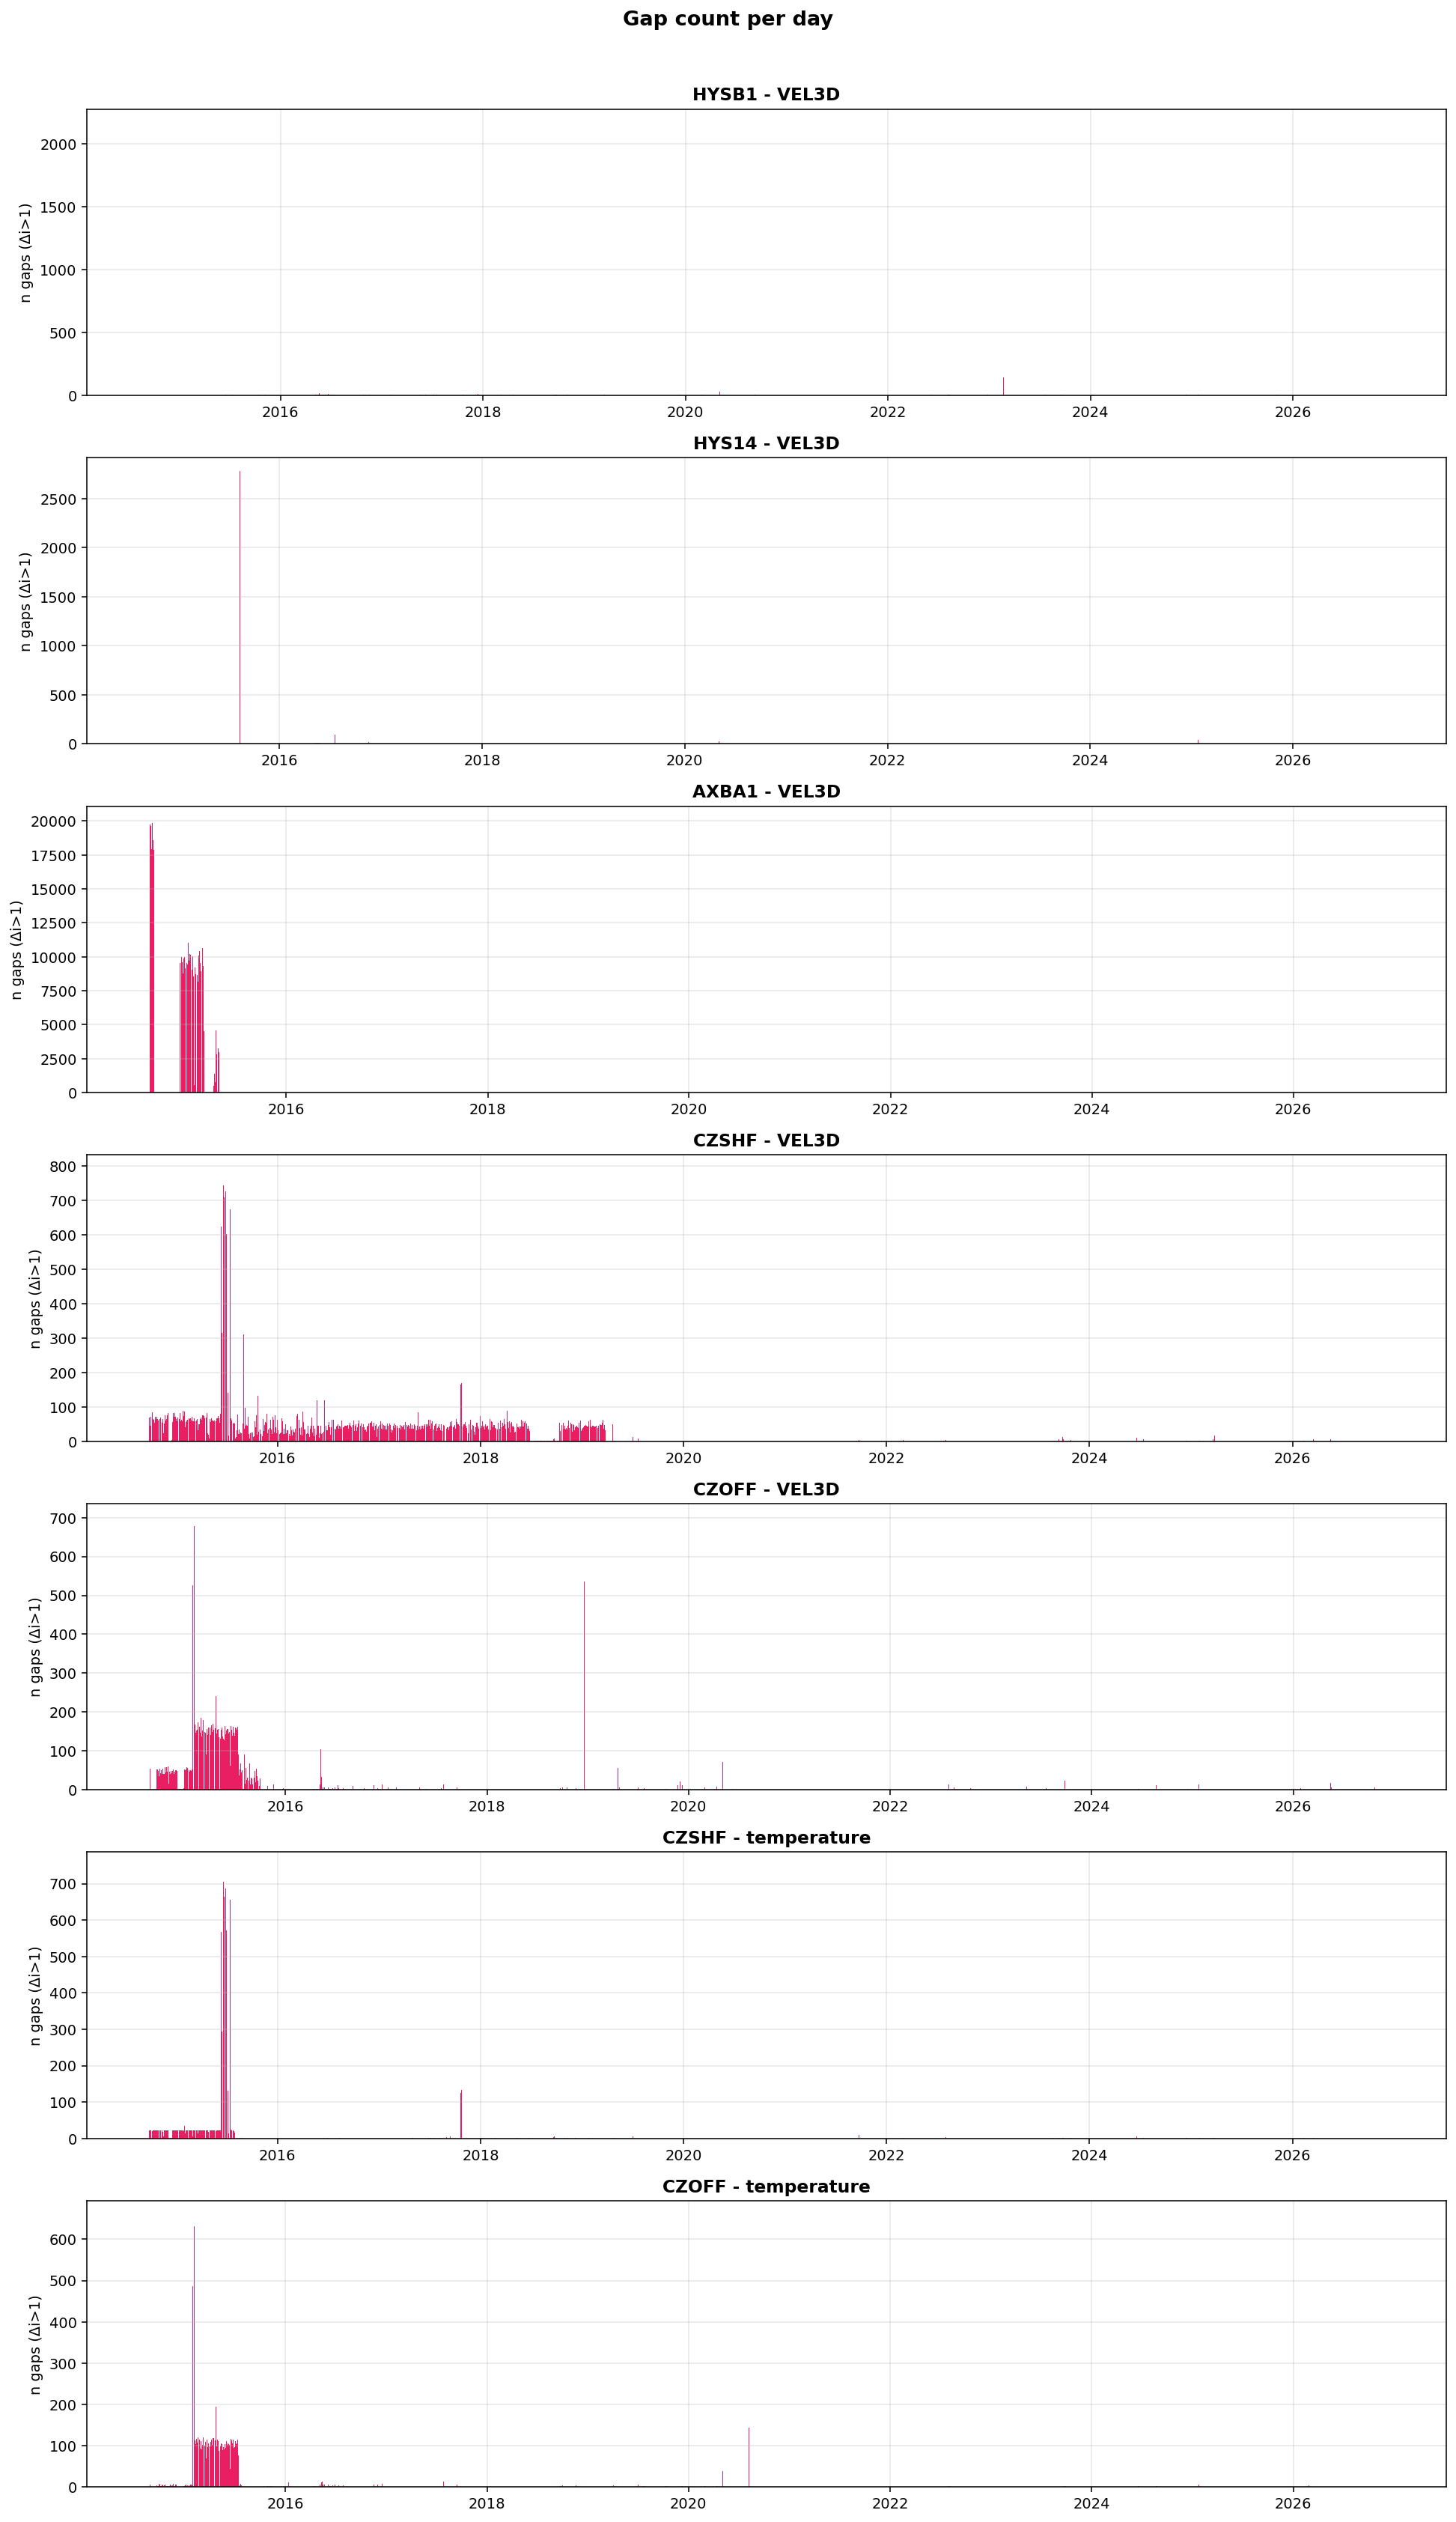 Gap count per day
HYSB1 - VEL3D
2000
1500
1000
500
0
n gaps (Δi>1)
2016 2018 2020 2022 2024 2026
HYS14 - VEL3D
2500
2000
1500
1000
500
0
n gaps (Δi>1)
2016 2018 2020 2022 2024 2026
AXBA1 - VEL3D
20000
17500
15000
12500
10000
7500
5000
2500
0
n gaps (Δi>1)
2016 2018 2020 2022 2024 2026
CZSHF - VEL3D
800
700
600
500
400
300
200
100
0
n gaps (Δi>1)
2016 2018 2020 2022 2024 2026
CZOFF - VEL3D
700
600
500
400
300
200
100
0
n gaps (Δi>1)
2016 2018 2020 2022 2024 2026
CZSHF - temperature
700
600
500
400
300
200
100
0
n gaps (Δi>1)
2016 2018 2020 2022 2024 2026
CZOFF - temperature
600
500
400
300
200
100
0
n gaps (Δi>1)
2016 2018 2020 2022 2024 2026